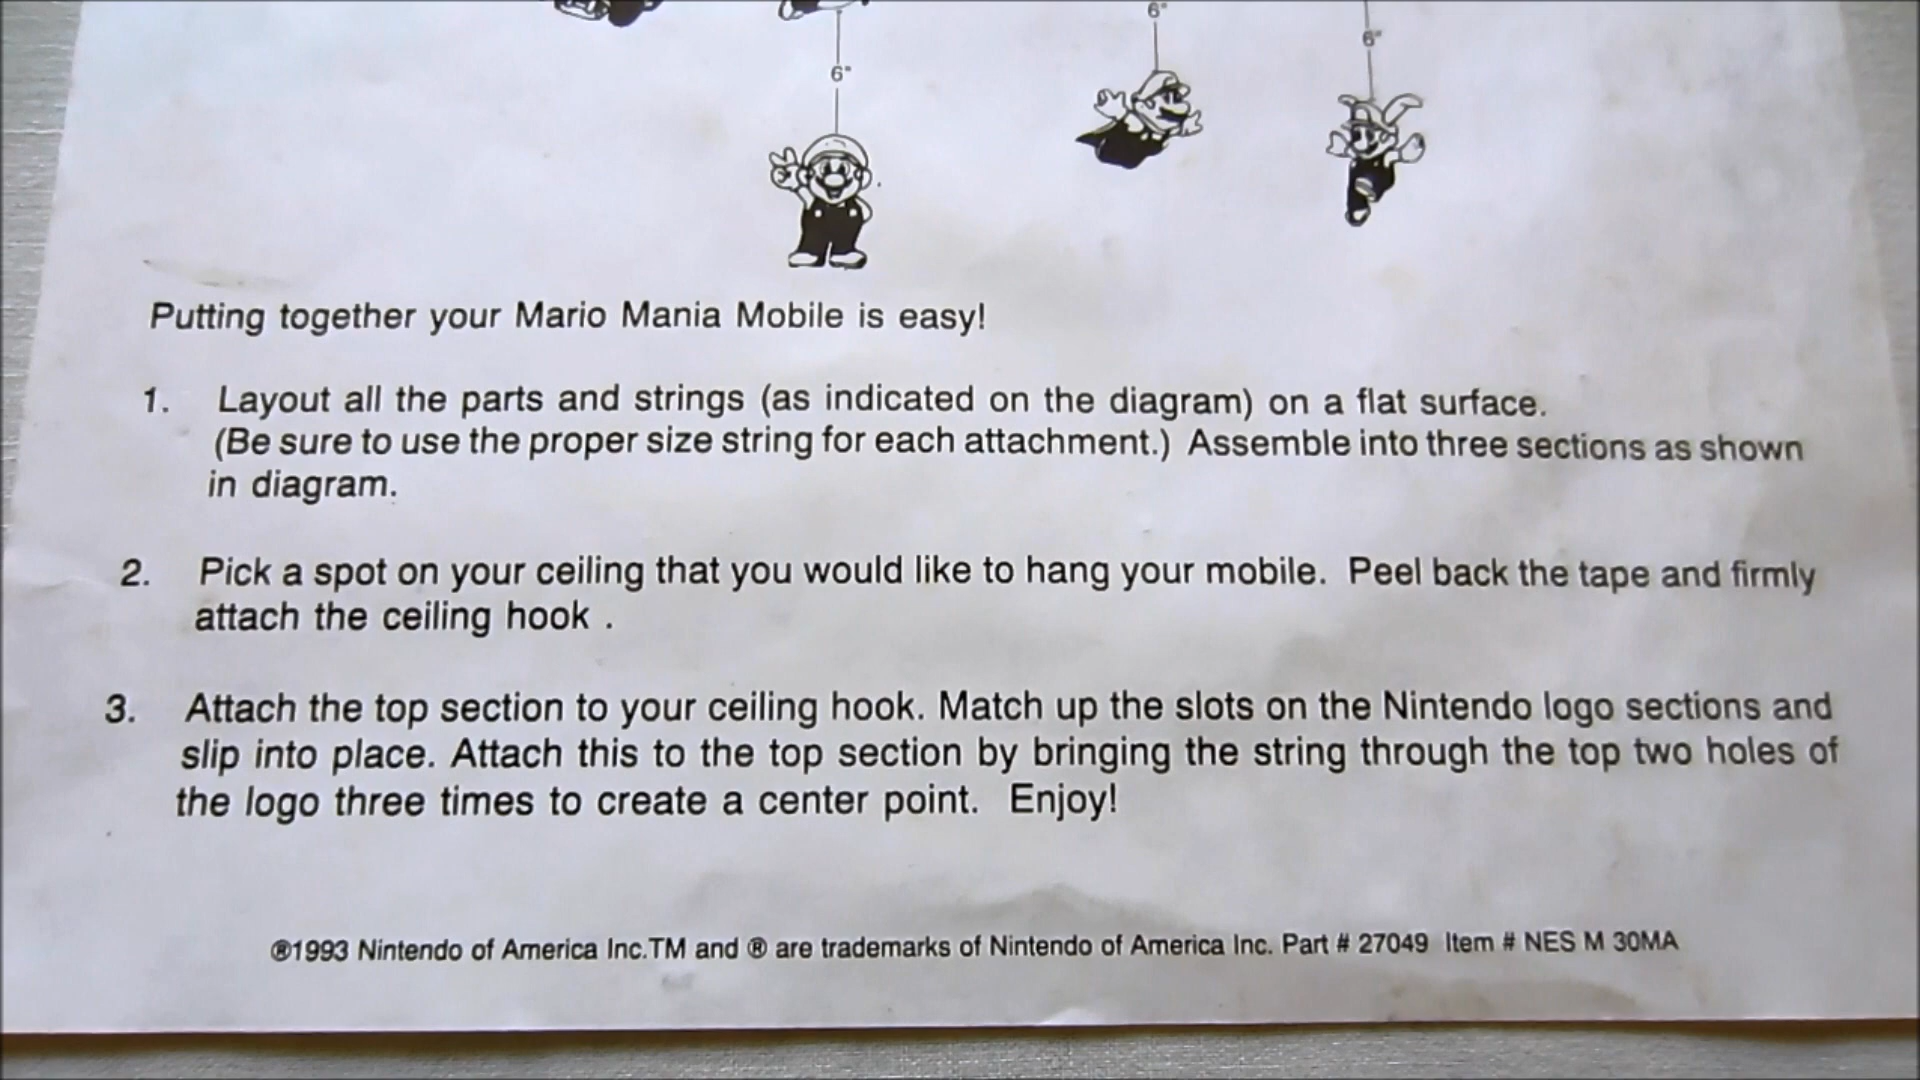 6"
6"
6"
Putting together your Mario Mania Mobile is easy!
1. Layout all the parts and strings (as indicated on the diagram) on a flat surface.
(Be sure to use the proper size string for each attachment.) Assemble into three sections as shown
in diagram.
2. Pick a spot on your ceiling that you would like to hang your mobile. Peel back the tape and firmly
attach the ceiling hook .
3. Attach the top section to your ceiling hook. Match up the slots on the Nintendo logo sections and
slip into place. Attach this to the top section by bringing the string through the top two holes of
the logo three times to create a center point. Enjoy!
®1993 Nintendo of America Inc.TM and ® are trademarks of Nintendo of America Inc. Part # 27049 Item # NES M 30MA